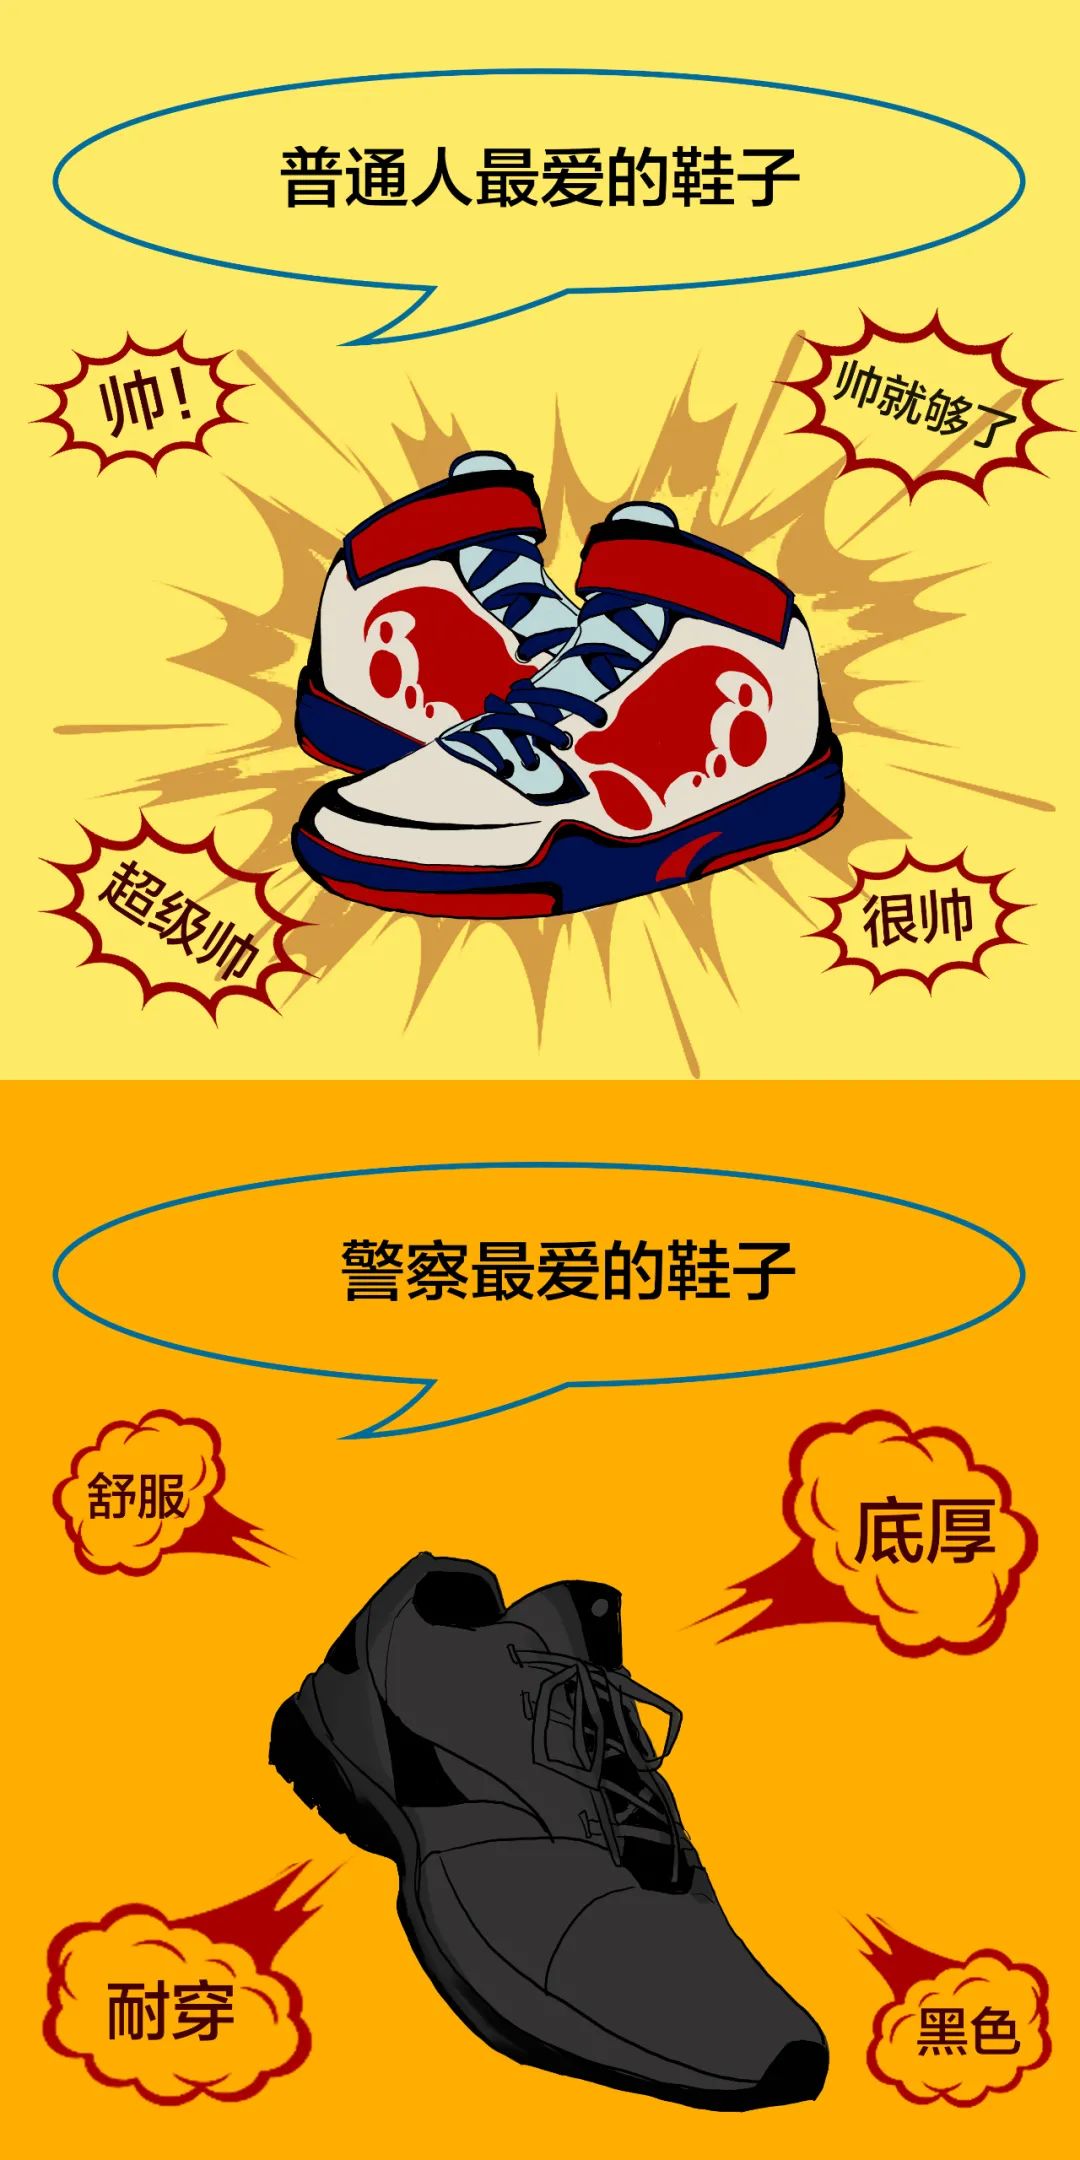 普通人最爱的鞋子
帅！
帅就够了
超级帅
很帅
警察最爱的鞋子
舒服
底厚
耐穿
黑色